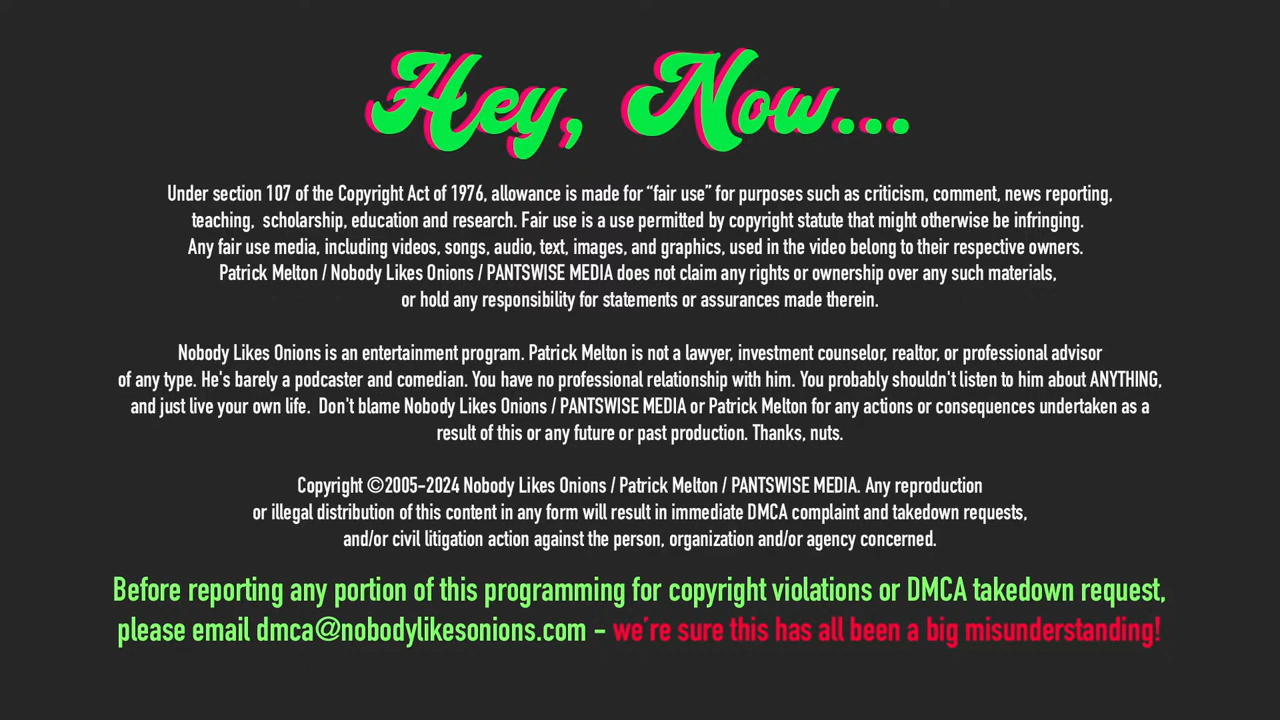 Hey, Now...
Under section 107 of the Copyright Act of 1976, allowance is made for “fair use” for purposes such as criticism, comment, news reporting,
teaching,  scholarship, education and research. Fair use is a use permitted by copyright statute that might otherwise be infringing.
Any fair use media, including videos, songs, audio, text, images, and graphics, used in the video belong to their respective owners.
Patrick Melton / Nobody Likes Onions / PANTSWISE MEDIA does not claim any rights or ownership over any such materials,
or hold any responsibility for statements or assurances made therein.
Nobody Likes Onions is an entertainment program. Patrick Melton is not a lawyer, investment counselor, realtor, or professional advisor
of any type. He's barely a podcaster and comedian. You have no professional relationship with him. You probably shouldn't listen to him about ANYTHING,
and just live your own life.  Don't blame Nobody Likes Onions / PANTSWISE MEDIA or Patrick Melton for any actions or consequences undertaken as a
result of this or any future or past production. Thanks, nuts.
Copyright ©2005-2024 Nobody Likes Onions / Patrick Melton / PANTSWISE MEDIA. Any reproduction
or illegal distribution of this content in any form will result in immediate DMCA complaint and takedown requests,
and/or civil litigation action against the person, organization and/or agency concerned.
Before reporting any portion of this programming for copyright violations or DMCA takedown request,
please email dmca@nobodylikesonions.com - we’re sure this has all been a big misunderstanding!